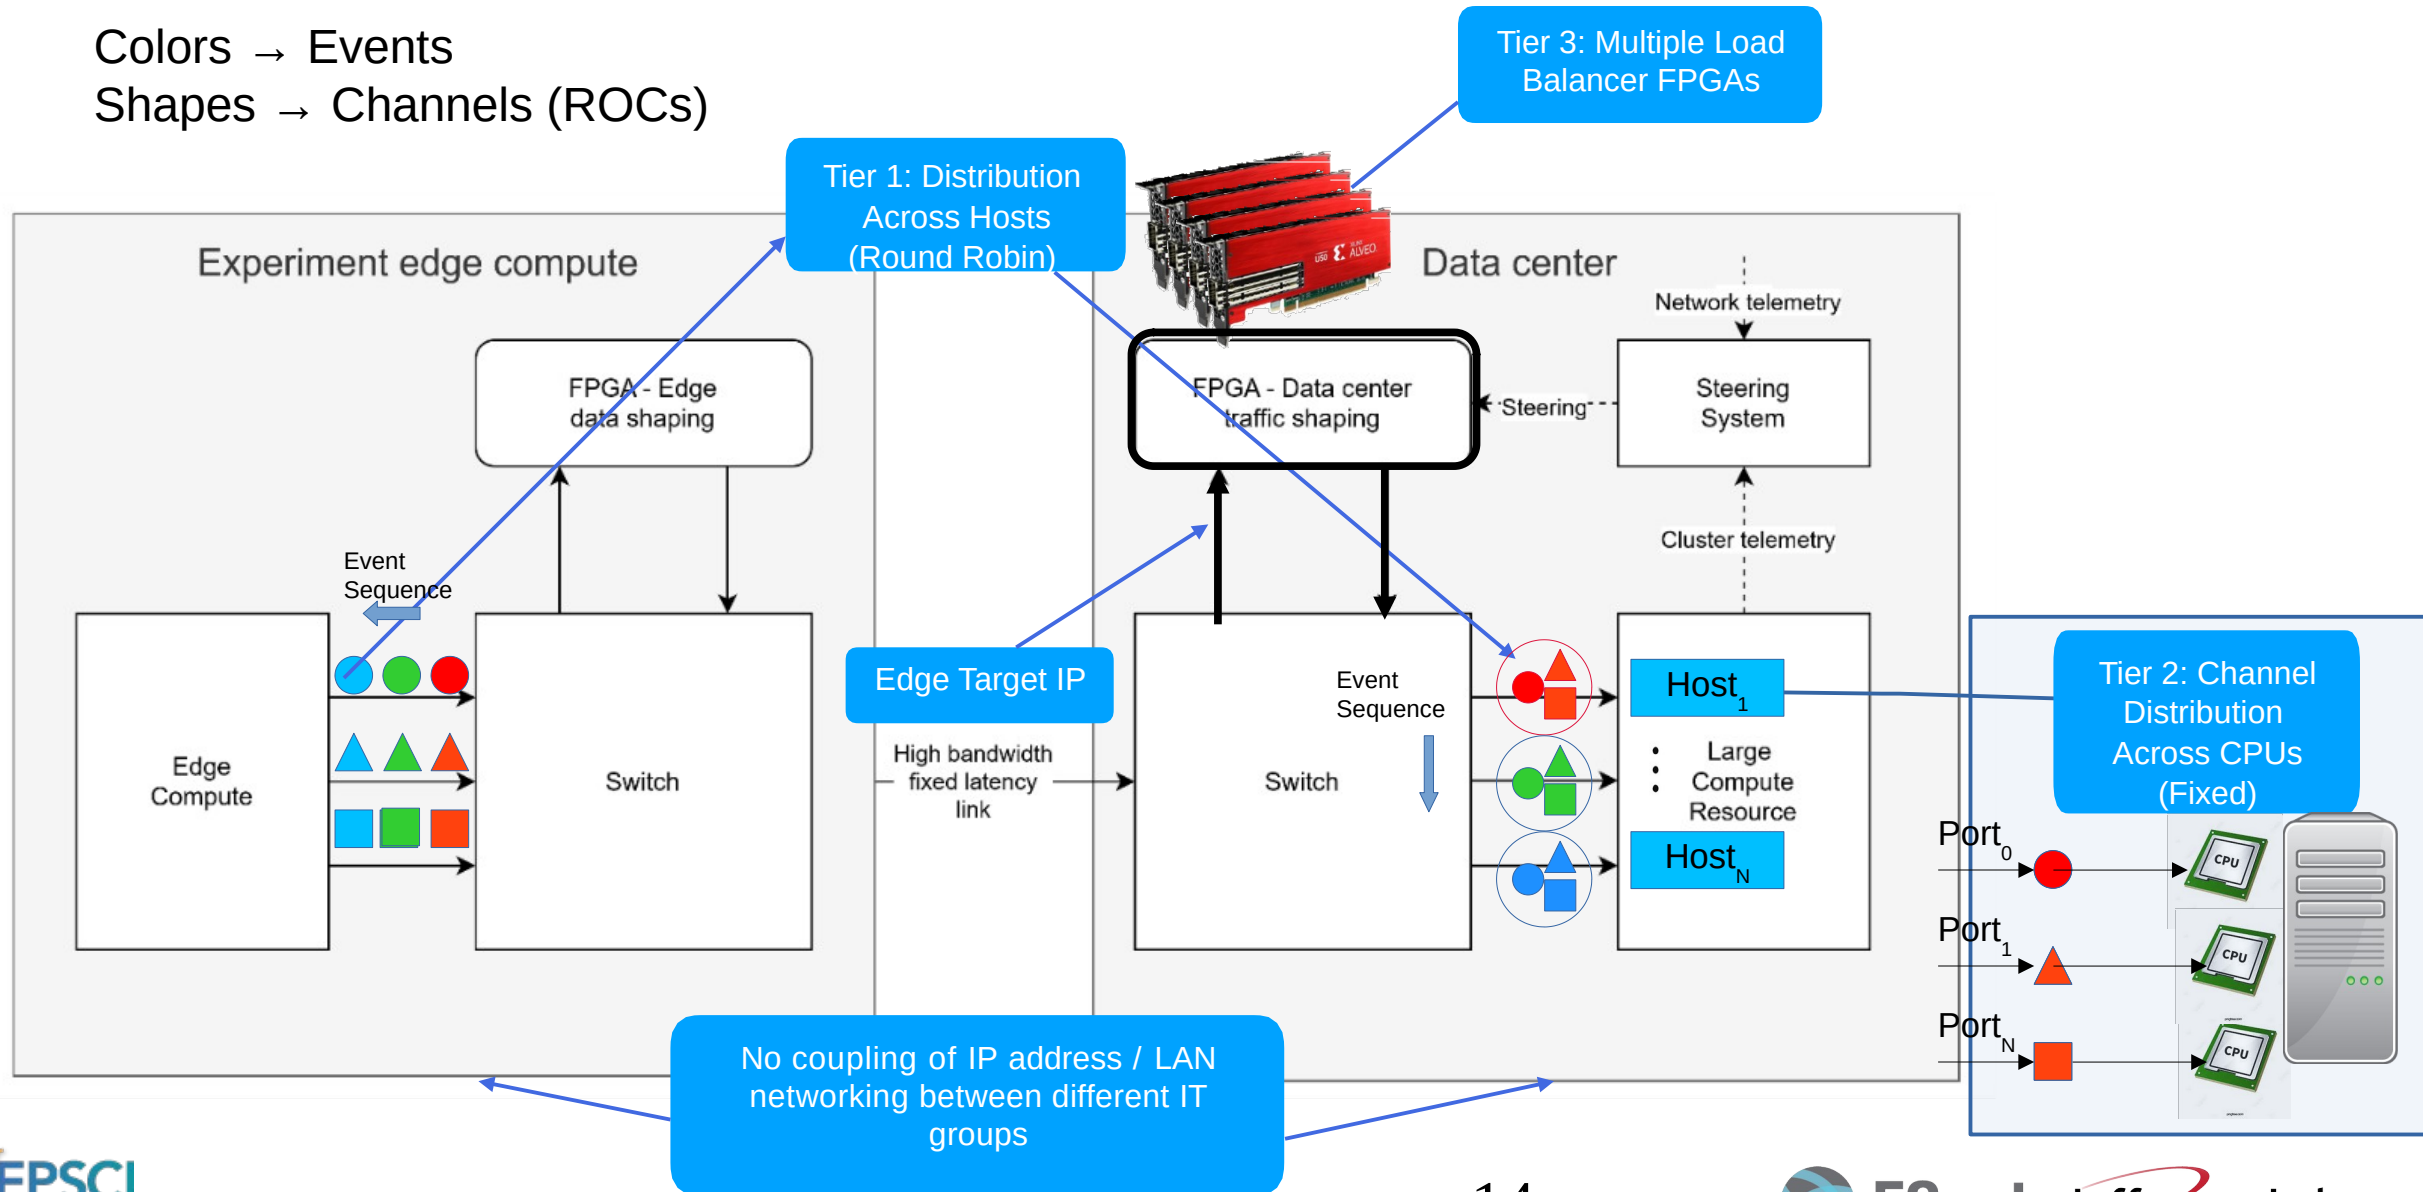 Colors → Events
Shapes → Channels (ROCs)
Tier 3: Multiple Load
Balancer FPGAs
Tier 1: Distribution
Across Hosts
(Round Robin)
Experiment edge compute
Data center
U50
ALVEO
Network telemetry
FPGA - Edge
data shaping
FPGA - Data center
traffic shaping
Steering
Steering
System
Cluster telemetry
Event
Sequence
Edge
Compute
Switch
Edge Target IP
High bandwidth
fixed latency
link
Switch
Event
Sequence
Host1
Large
Compute
Resource
HostN
Tier 2: Channel
Distribution
Across CPUs
(Fixed)
Port0
CPU
Port1
CPU
PortN
CPU
No coupling of IP address / LAN
networking between different IT
groups
EPSCI
14